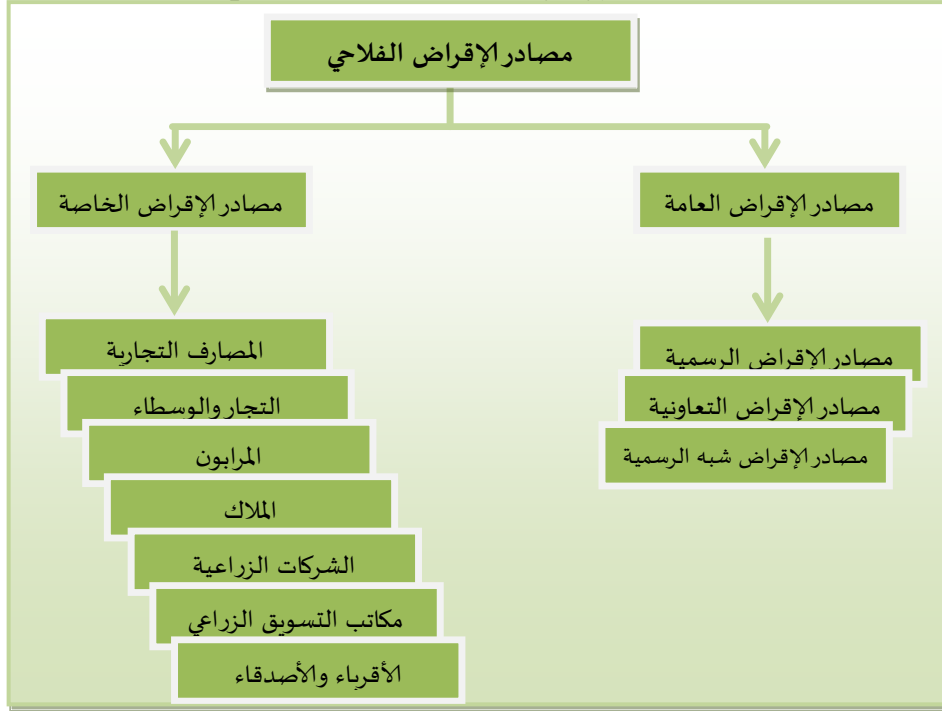 مصادر الإقراض الفلاحي
مصادر الإقراض العامة
مصادر الإقراض الخاصة
مصادر الإقراض الرسمية
مصادر الإقراض التعاونية
مصادر الإقراض شبه الرسمية
المصارف التجارية
التجار والوسطاء
المرابون
الملاك
الشركات الزراعية
مكاتب التسويق الزراعي
الأقرباء والأصدقاء